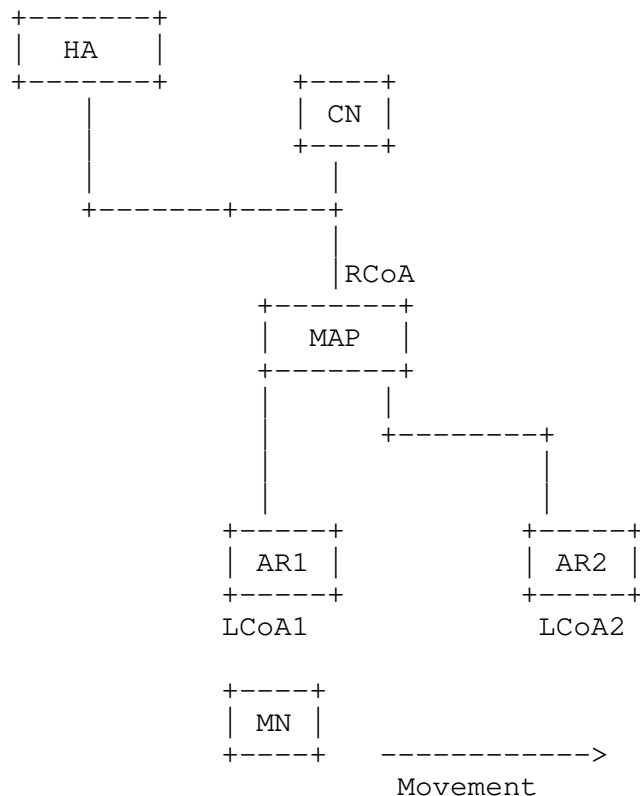 HA
CN
RCoA
MAP
AR1 AR2
LCoA1 LCoA2
MN
Movement